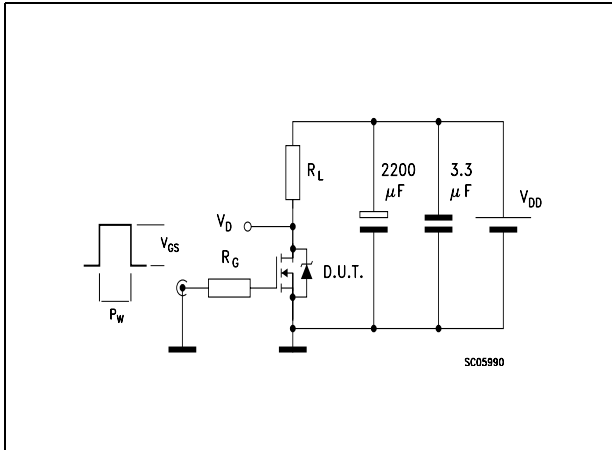 R_L
2200
μF
3.3
μF
V_DD
V_D
V_GS
R_G
D.U.T.
P_W
SC05990